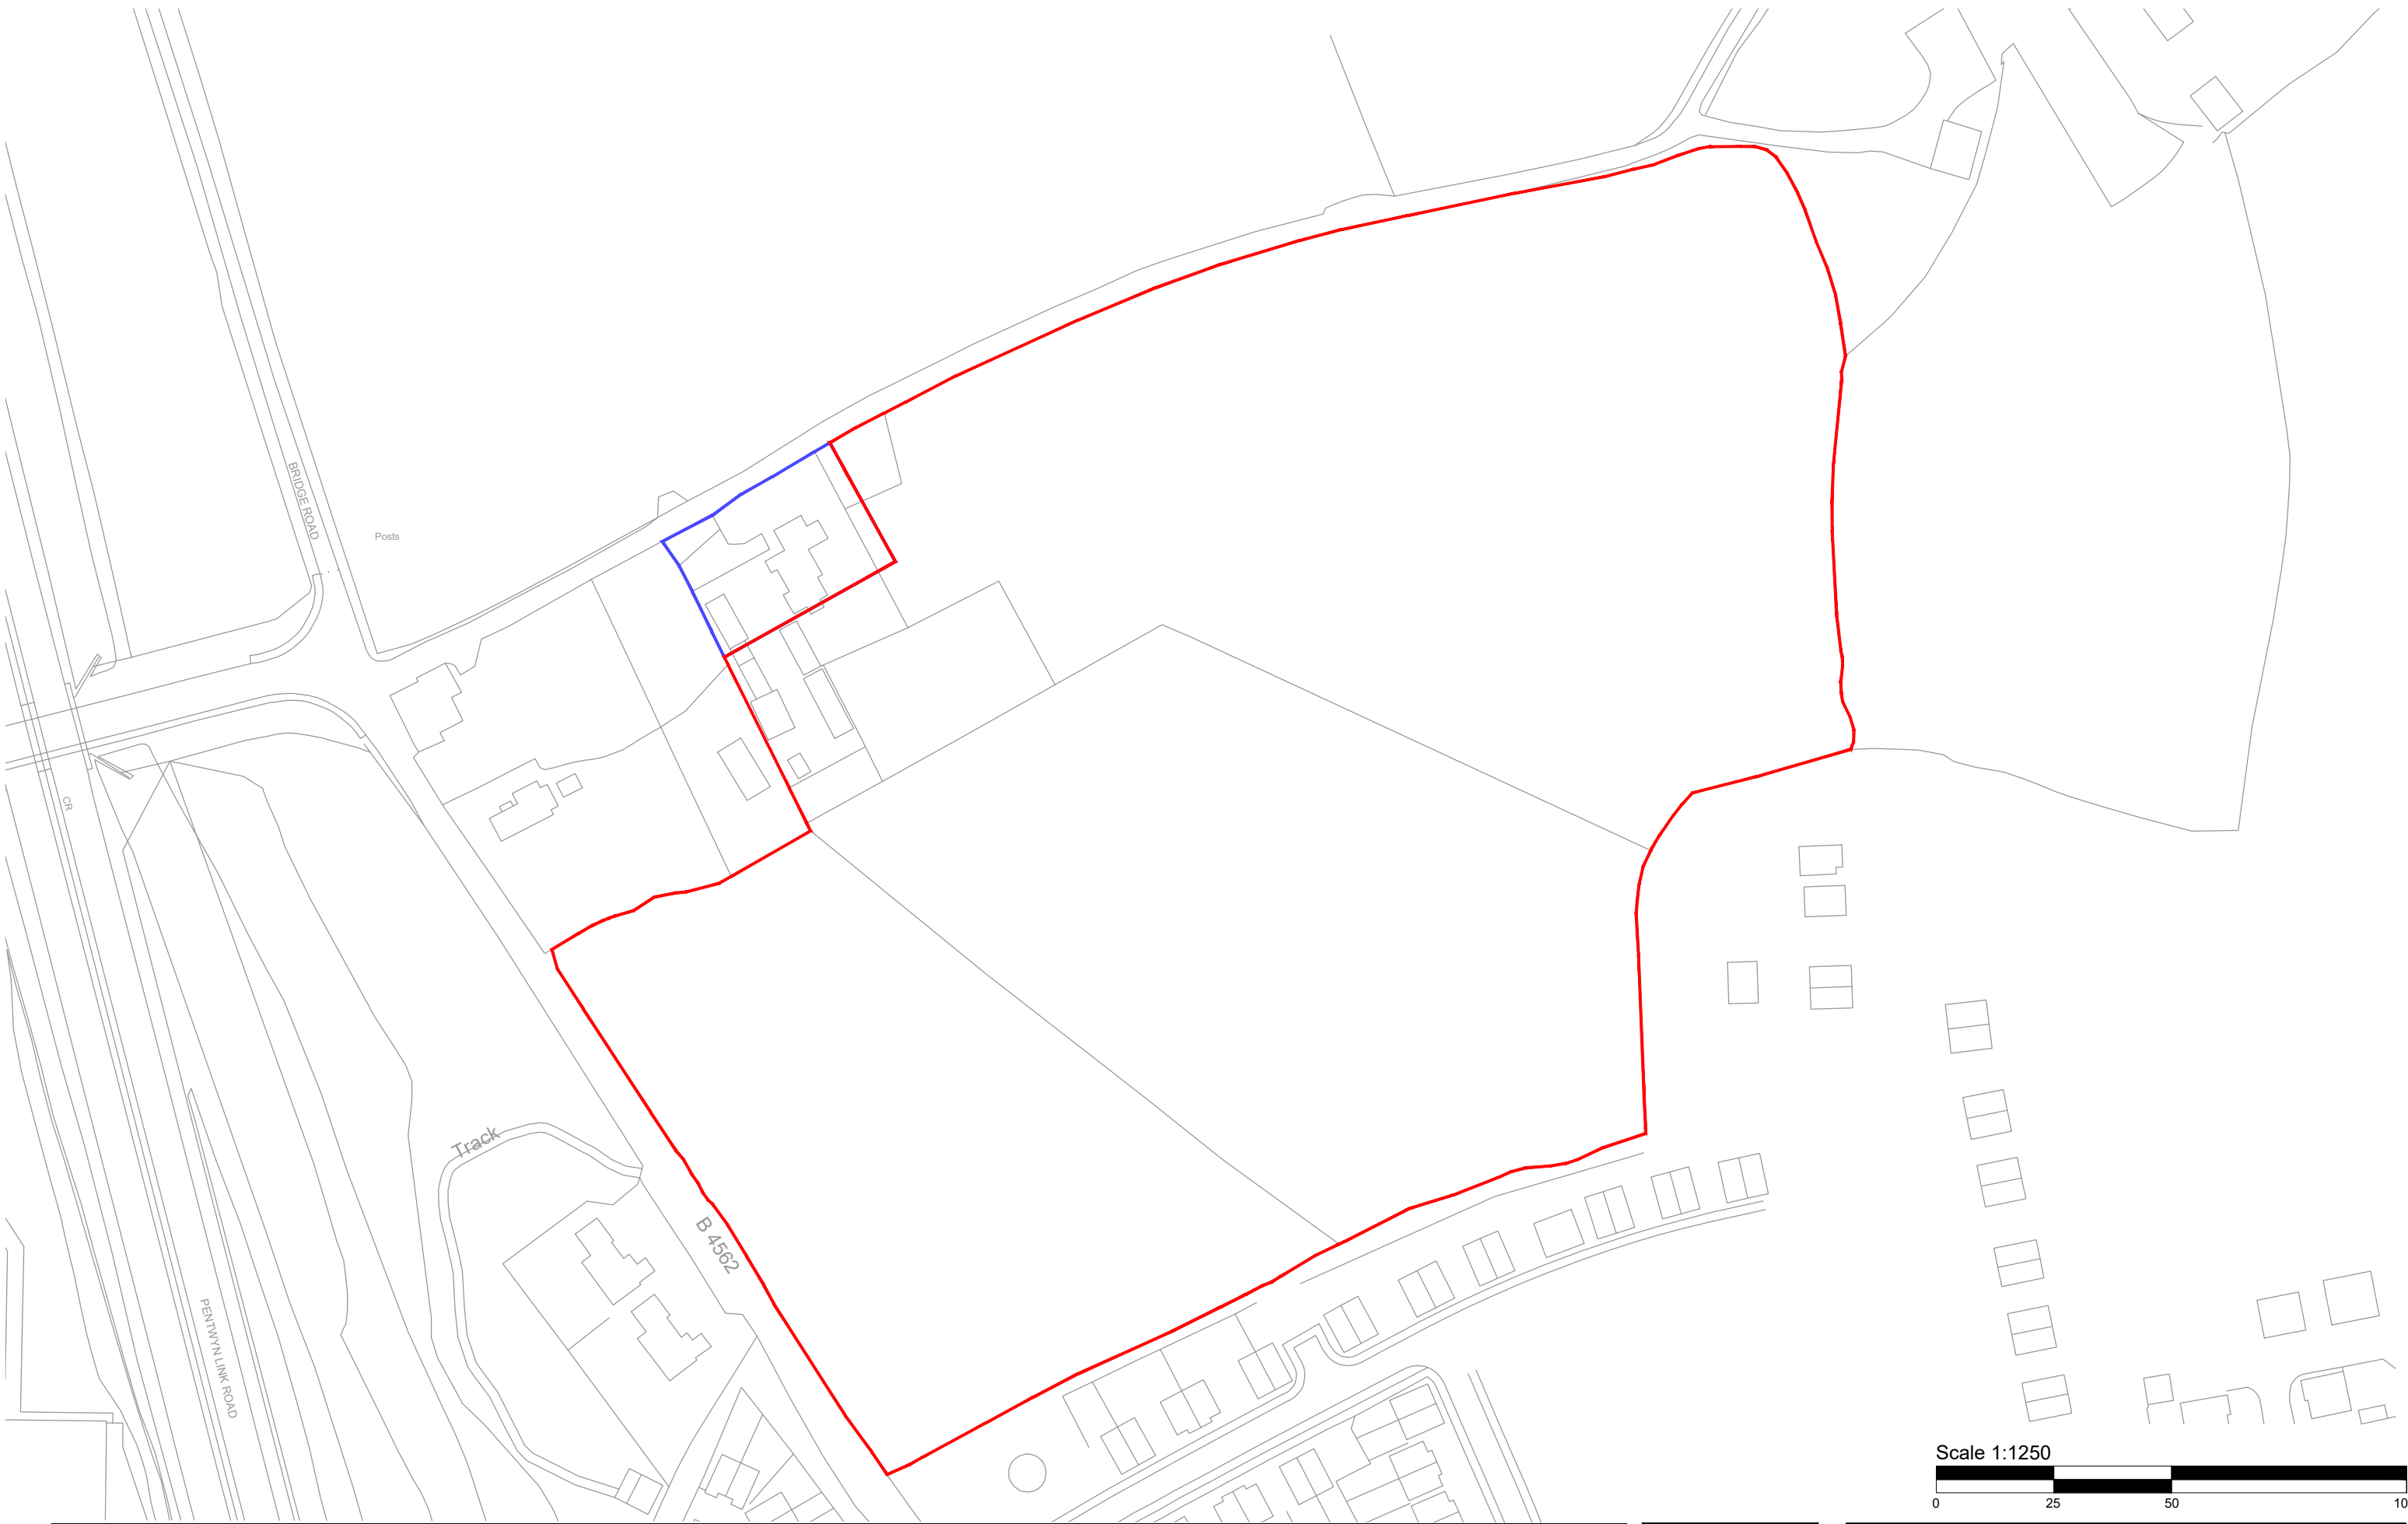 BRIDGE ROAD
Posts
CR
Track
B 4562
PENTWYN LINK ROAD
Scale 1:1250
0 25 50 10